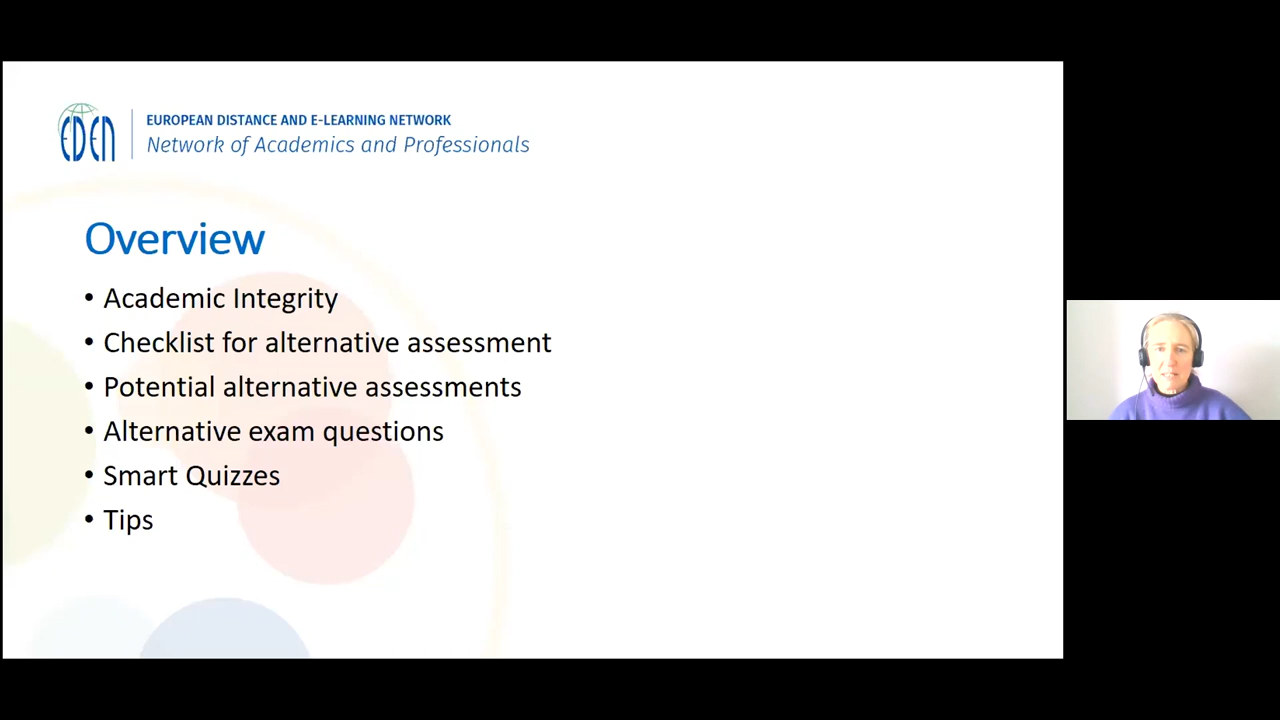 EDEN
EUROPEAN DISTANCE AND E-LEARNING NETWORK
Network of Academics and Professionals
Overview
• Academic Integrity
• Checklist for alternative assessment
• Potential alternative assessments
• Alternative exam questions
• Smart Quizzes
• Tips